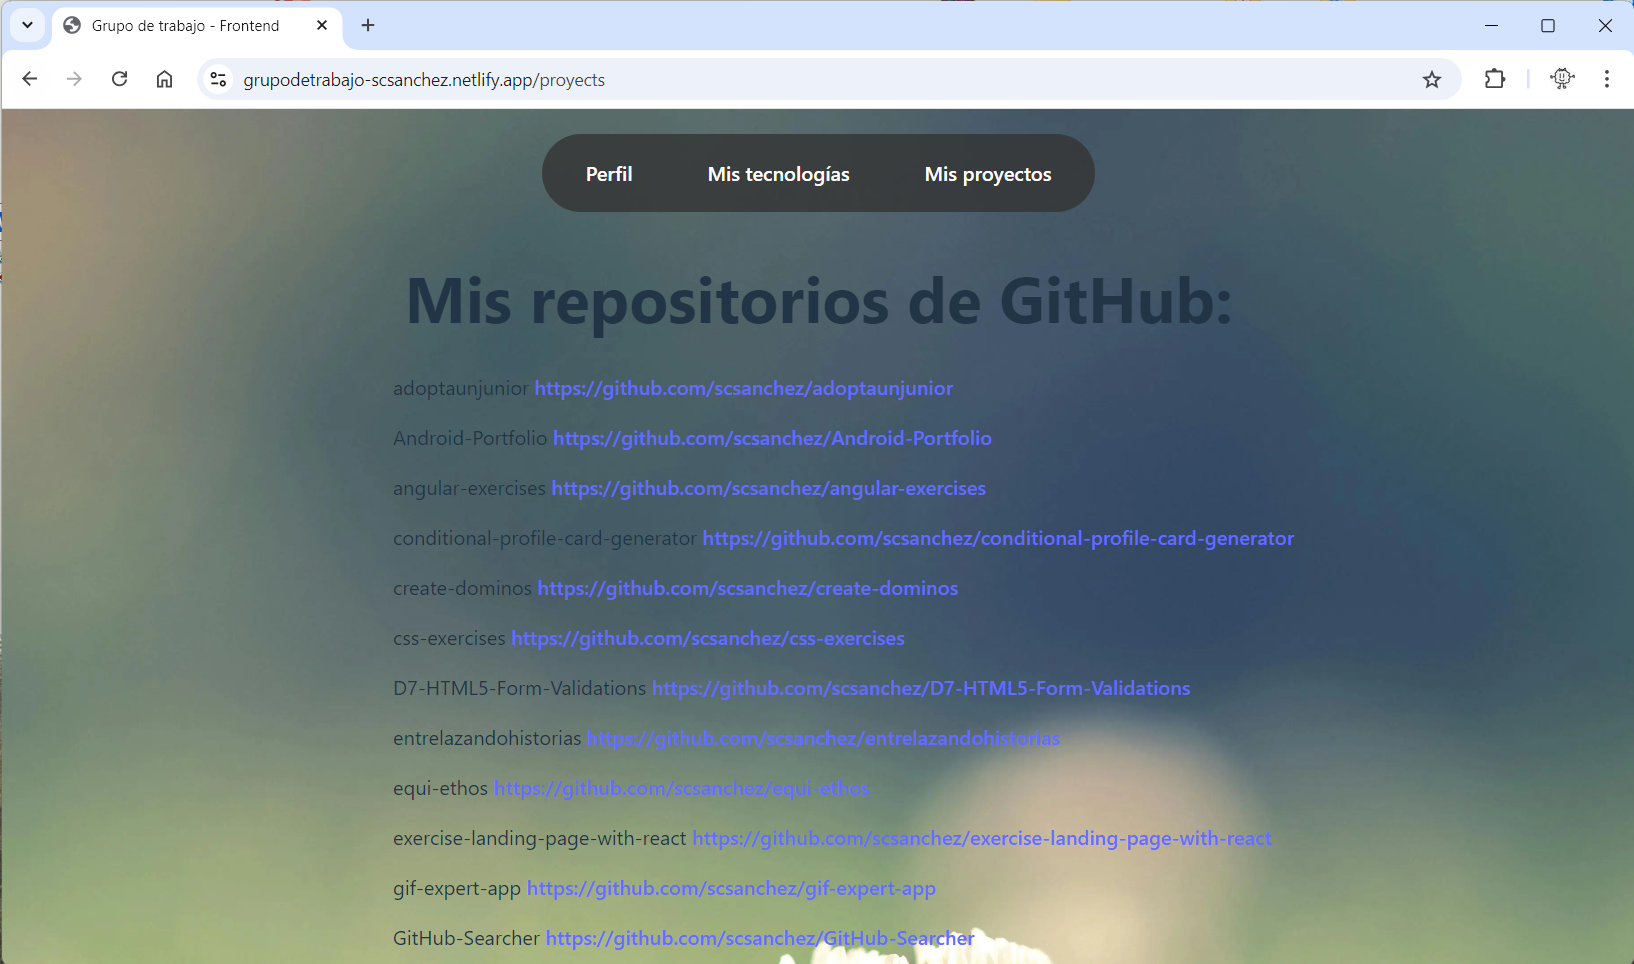 Grupo de trabajo - Frontend
grupodetrabajo-scsanchez.netlify.app/proyects
Perfil Mis tecnologías Mis proyectos
Mis repositorios de GitHub:
adoptaunjunior https://github.com/scsanchez/adoptaunjunior
Android-Portfolio https://github.com/scsanchez/Android-Portfolio
angular-exercises https://github.com/scsanchez/angular-exercises
conditional-profile-card-generator https://github.com/scsanchez/conditional-profile-card-generator
create-dominos https://github.com/scsanchez/create-dominos
css-exercises https://github.com/scsanchez/css-exercises
D7-HTML5-Form-Validations https://github.com/scsanchez/D7-HTML5-Form-Validations
entrelazandohistorias https://github.com/scsanchez/entrelazandohistorias
equi-ethos https://github.com/scsanchez/equi-ethos
exercise-landing-page-with-react https://github.com/scsanchez/exercise-landing-page-with-react
gif-expert-app https://github.com/scsanchez/gif-expert-app
GitHub-Searcher https://github.com/scsanchez/GitHub-Searcher